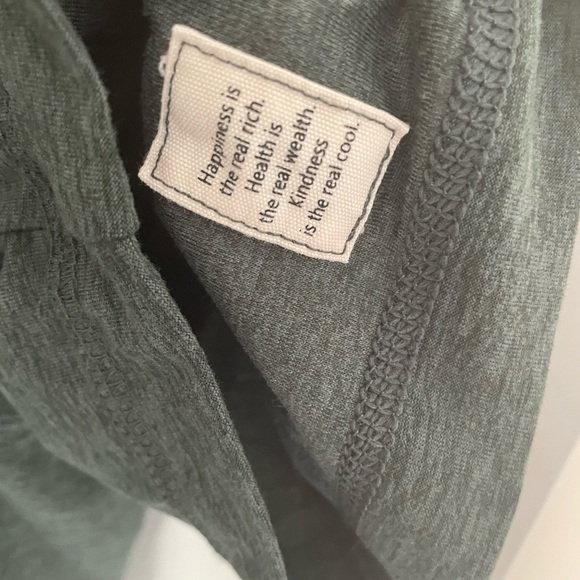 Happiness is
the real rich.
Health is
the real wealth.
Kindness
is the real cool.